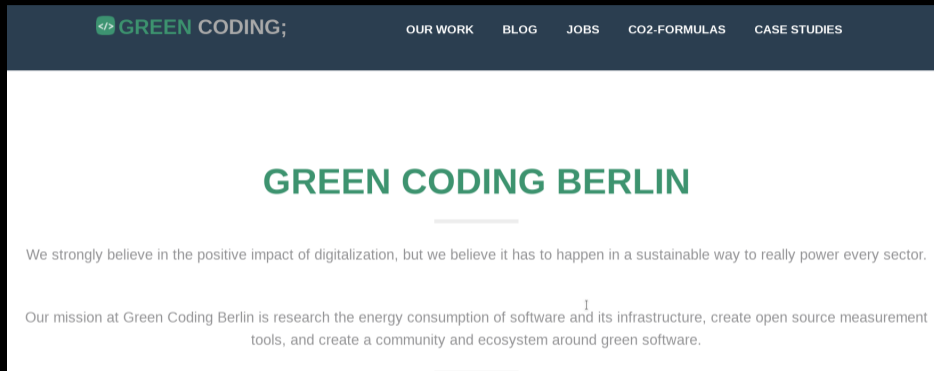 </> GREEN CODING;
OUR WORK BLOG JOBS CO2-FORMULAS CASE STUDIES
GREEN CODING BERLIN
We strongly believe in the positive impact of digitalization, but we believe it has to happen in a sustainable way to really power every sector.
Our mission at Green Coding Berlin is research the energy consumption of software and its infrastructure, create open source measurement
tools, and create a community and ecosystem around green software.